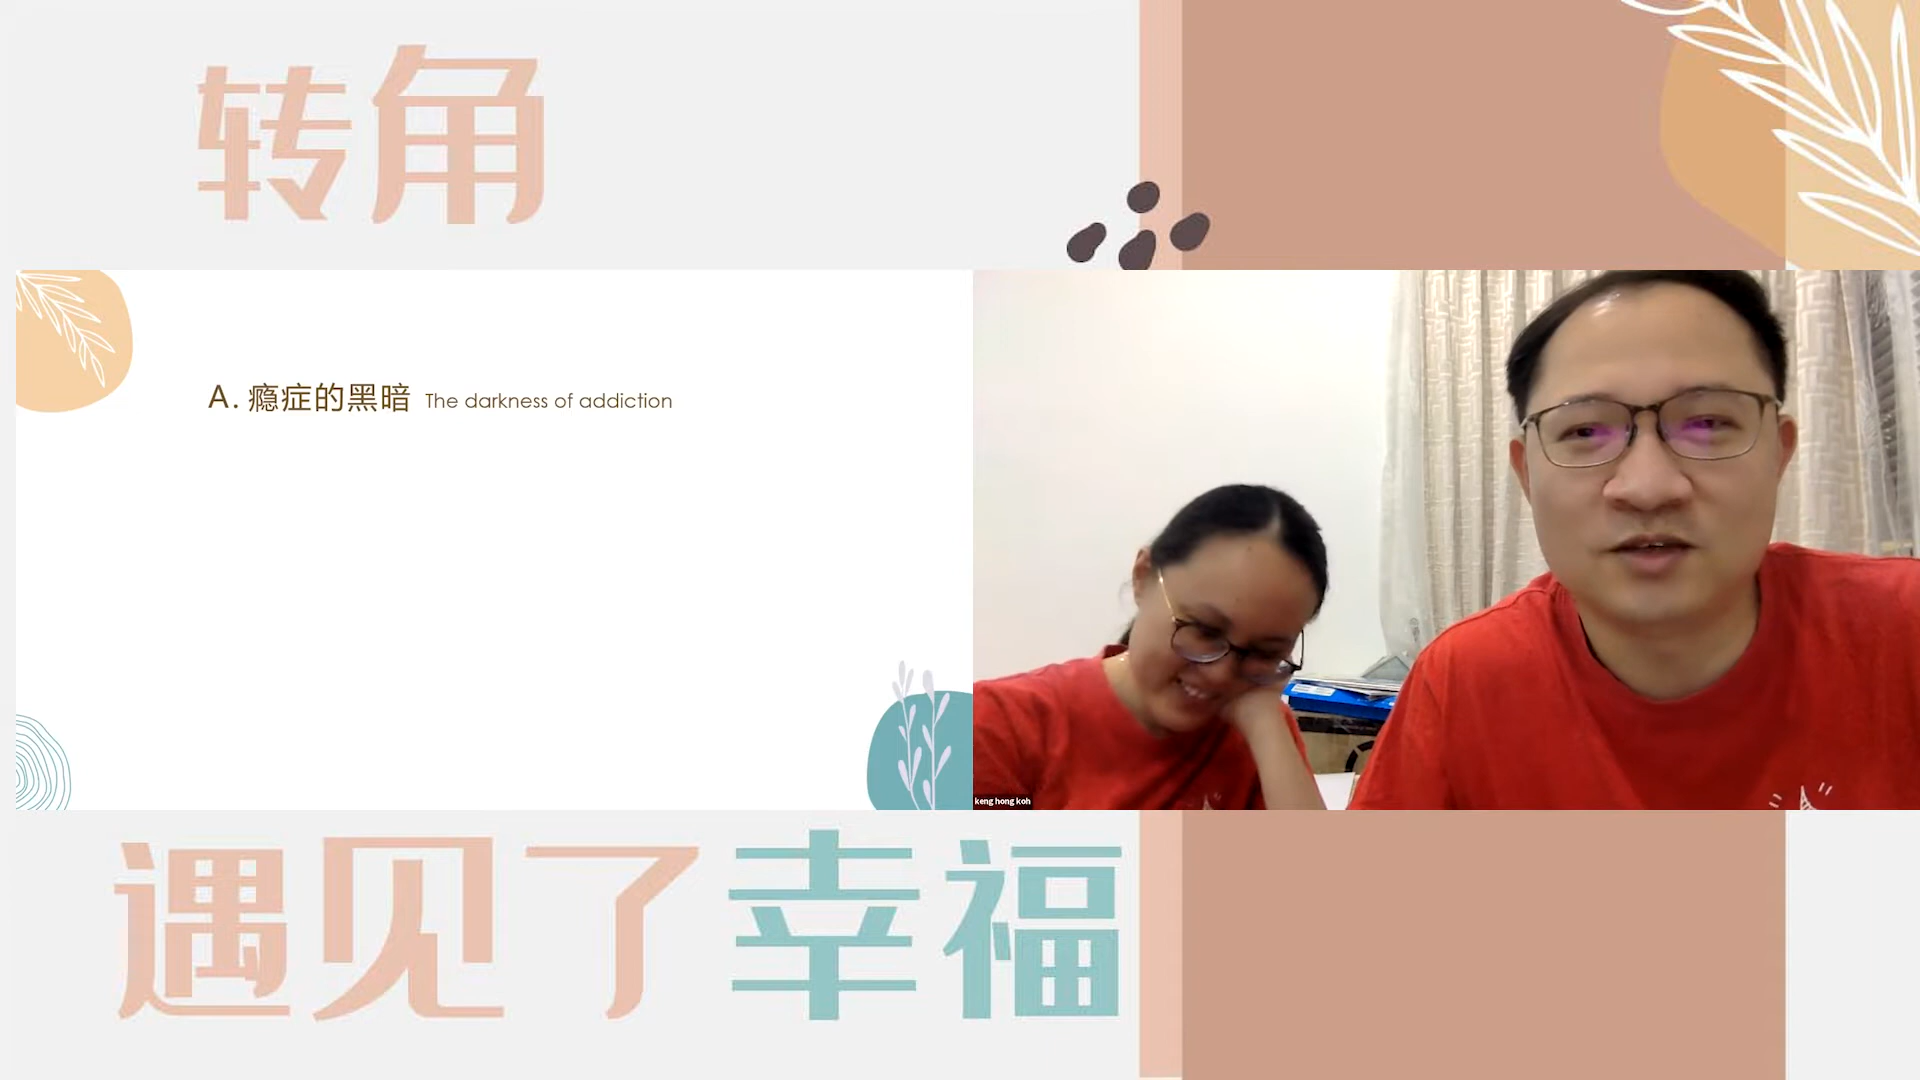 转角
A. 瘾症的黑暗 The darkness of addiction
keng hong koh
遇见了幸福